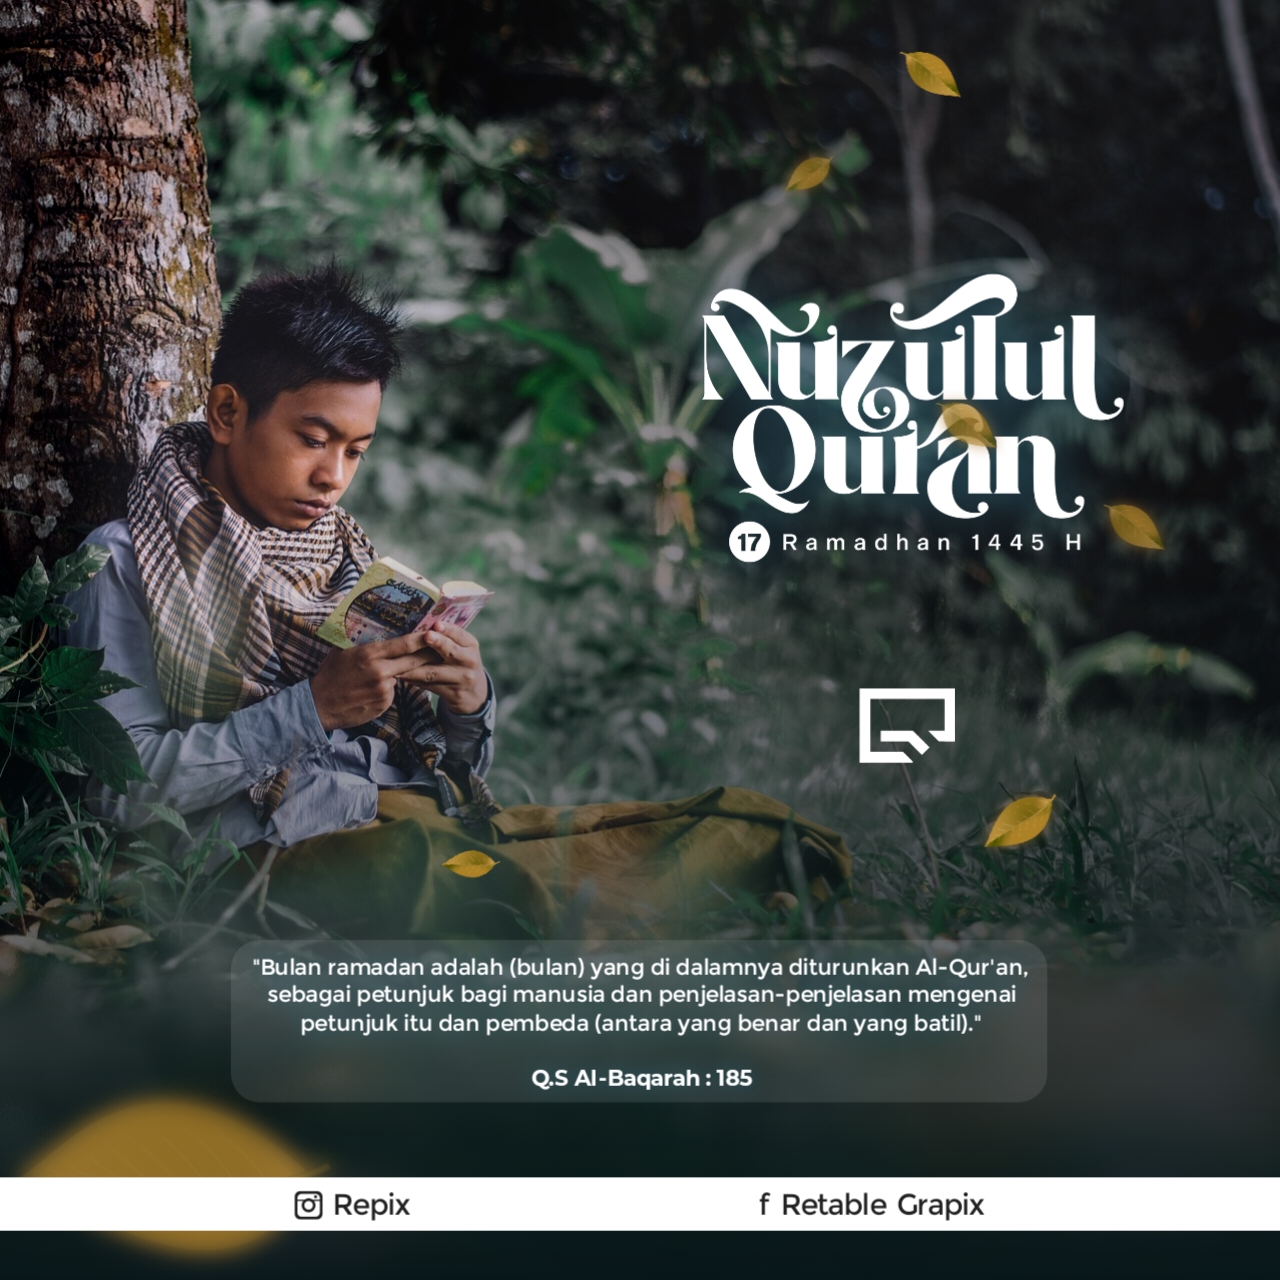 Nuzulul
Quran
17 Ramadhan 1445 H
"Bulan ramadan adalah (bulan) yang di dalamnya diturunkan Al-Qur'an,
sebagai petunjuk bagi manusia dan penjelasan-penjelasan mengenai
petunjuk itu dan pembeda (antara yang benar dan yang batil)."
Q.S Al-Baqarah : 185
Repix
f Retable Grapix